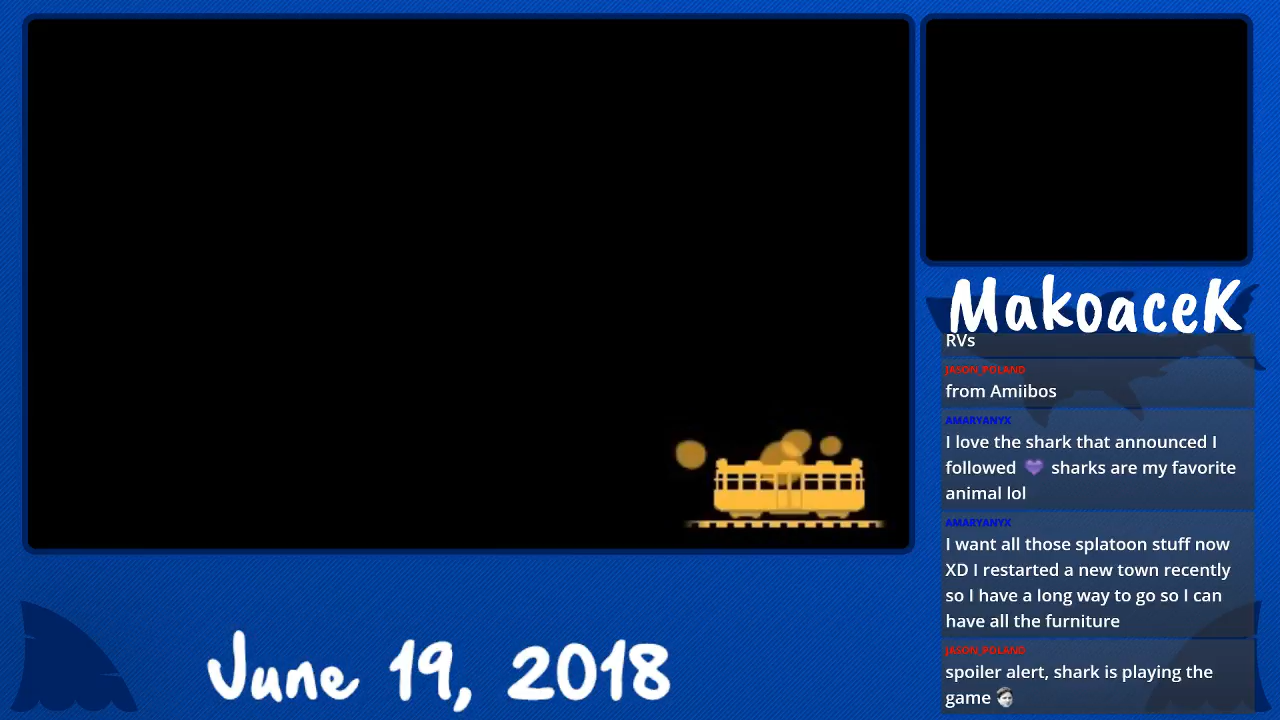 MakoaceK
RVs
JASON_POLAND
from Amiibos
AMARYANYX
I love the shark that announced I
followed 💜 sharks are my favorite
animal lol
AMARYANYX
I want all those splatoon stuff now
XD I restarted a new town recently
so I have a long way to go so I can
have all the furniture
JASON_POLAND
spoiler alert, shark is playing the
game
June 19, 2018